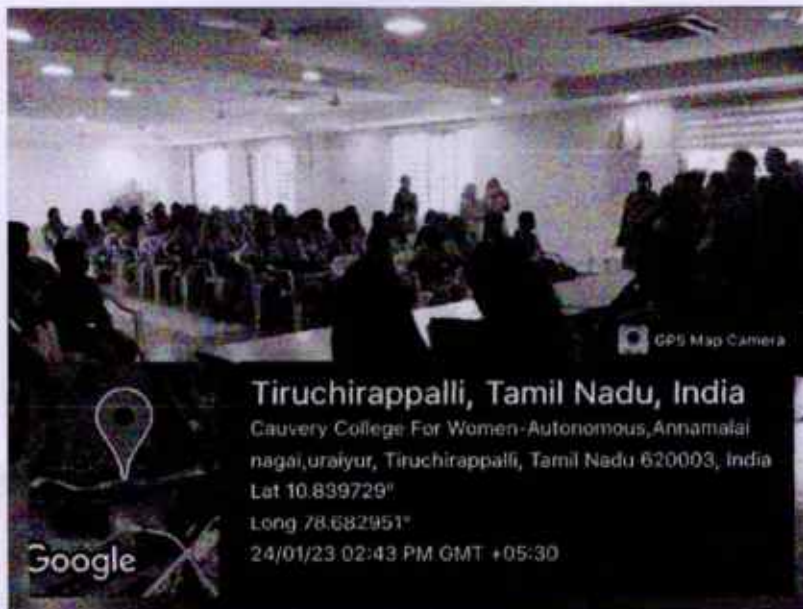 GPS Map Camera
Tiruchirappalli, Tamil Nadu, India
Cauvery College For Women-Autonomous,Annamalai
nagai,uraiyur, Tiruchirappalli, Tamil Nadu 620003, India
Lat 10.839729°
Long 78.682951°
24/01/23 02:43 PM GMT +05:30
Google